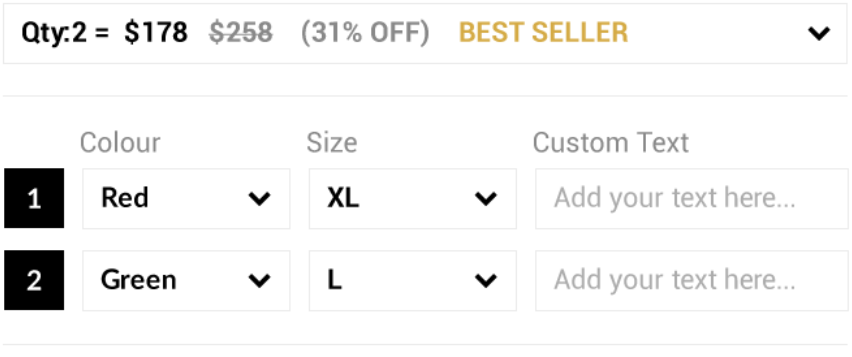 Qty:2 = $178 $258 (31% OFF) BEST SELLER
Colour Size Custom Text
1 Red XL Add your text here...
2 Green L Add your text here...